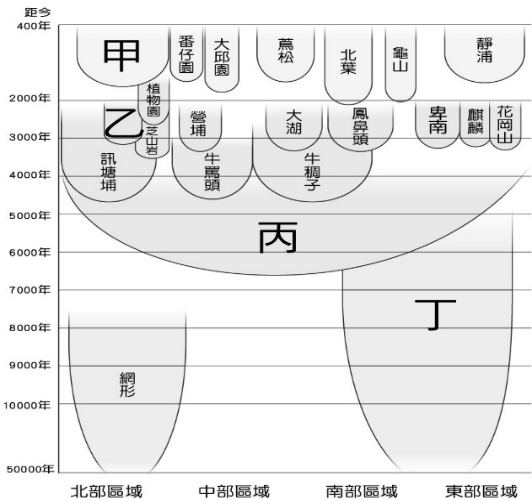 距今
400年
2000年
3000年
4000年
5000年
6000年
7000年
8000年
9000年
10000年
50000年
甲
番仔園
大邱園
蔦松
北葉
龜山
靜浦
植物園
乙
芝山岩
營埔
大湖
鳳鼻頭
卑南
麒麟
花岡山
訊塘埔
牛罵頭
牛稠子
丙
丁
網形
北部區域
中部區域
南部區域
東部區域